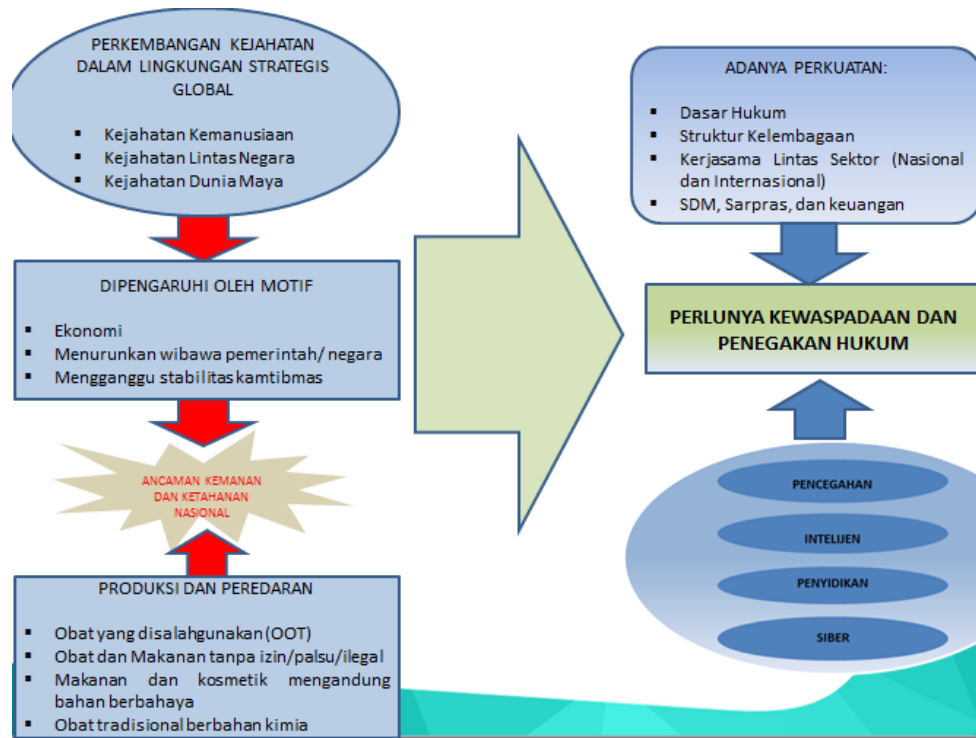 PERKEMBANGAN KEJAHATAN
DALAM LINGKUNGAN STRATEGIS
GLOBAL
▪ Kejahatan Kemanusiaan
▪ Kejahatan Lintas Negara
▪ Kejahatan Dunia Maya
DIPENGARUHI OLEH MOTIF
▪ Ekonomi
▪ Menurunkan wibawa pemerintah/ negara
▪ Mengganggu stabilitas kamtibmas
ANCAMAN KEMANAN
DAN KETAHANAN
NASIONAL
PRODUKSI DAN PEREDARAN
▪ Obat yang disalahgunakan (OOT)
▪ Obat dan Makanan tanpa izin/palsu/ilegal
▪ Makanan dan kosmetik mengandung
bahan berbahaya
▪ Obat tradisional berbahan kimia
ADANYA PERKUATAN:
▪ Dasar Hukum
▪ Struktur Kelembagaan
▪ Kerjasama Lintas Sektor (Nasional
dan Internasional)
▪ SDM, Sarpras, dan keuangan
PERLUNYA KEWASPADAAN DAN
PENEGAKAN HUKUM
PENCEGAHAN
INTELIJEN
PENYIDIKAN
SIBER